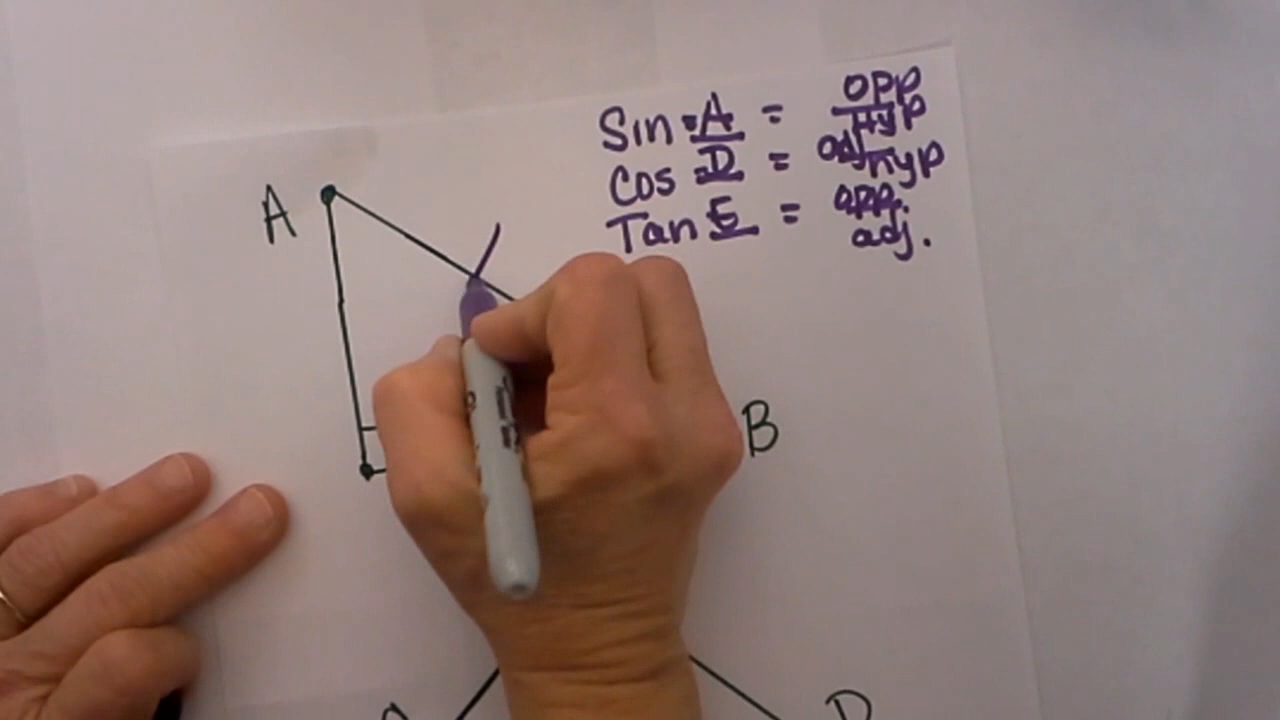 Sin A = opp
Hyp
Cos D = adj
Hyp
Tan E = opp.
adj.
A
B
D